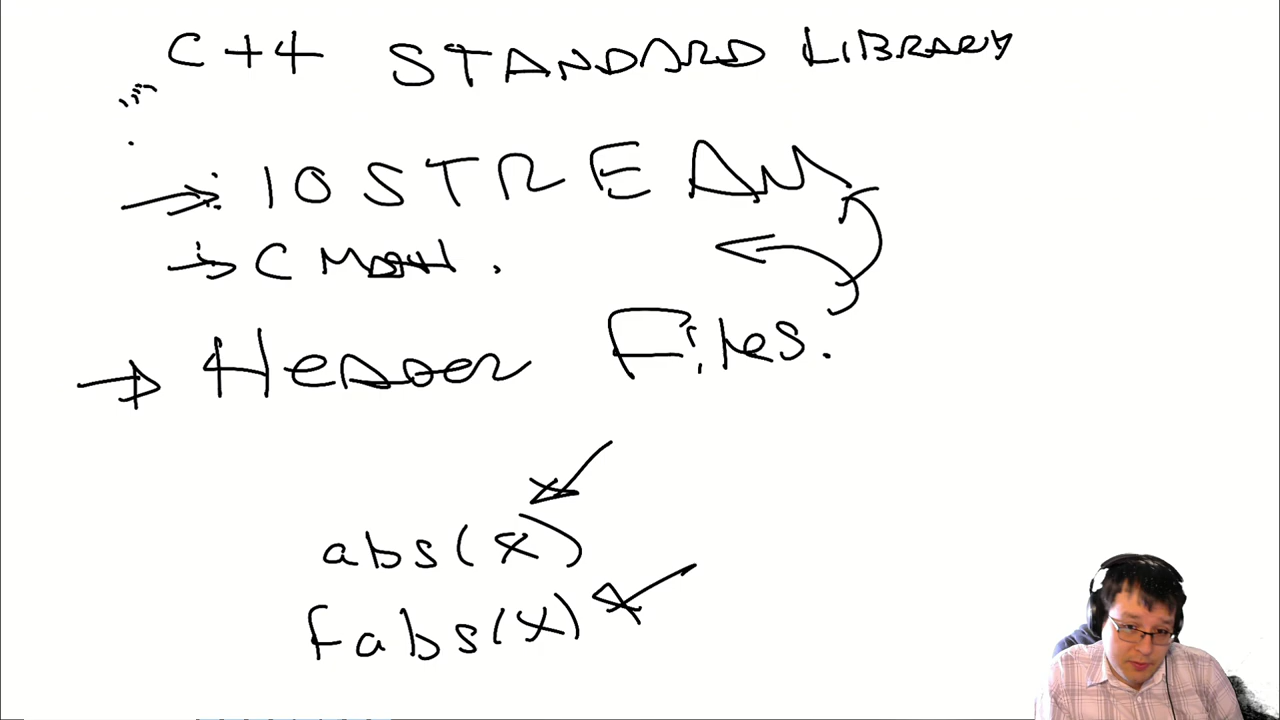 C++ STANDARD LIBRARY
IOSTREAM
CMATH.
Header Files.
abs(x)
fabs(x)